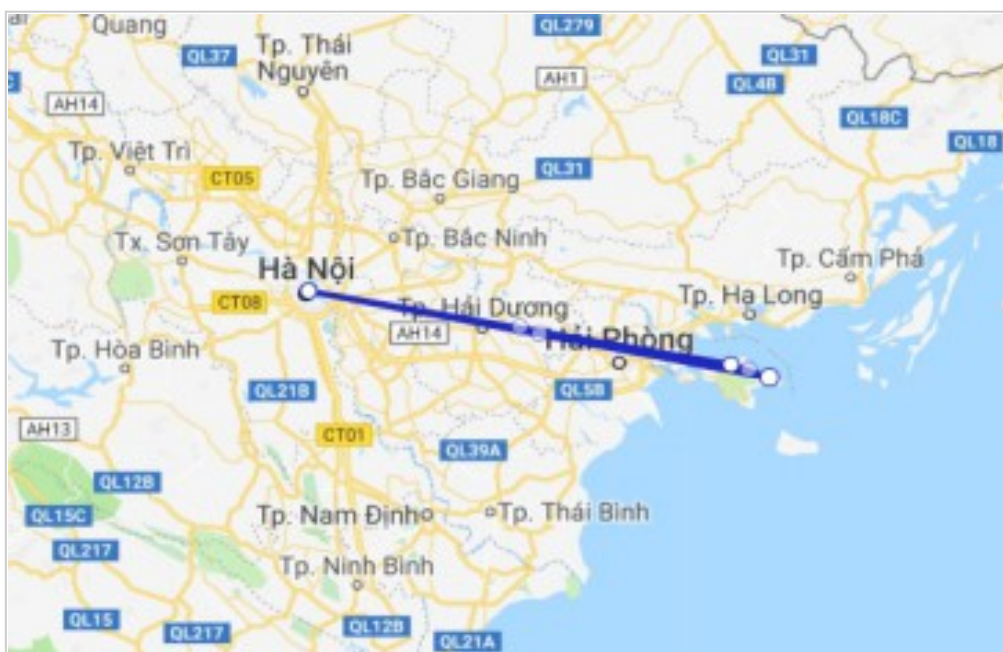 Quang
QL37
Tp. Thái
Nguyên
QL279
QL31
AH1
QL4B
AH14
QL18C
QL18
Tp. Việt Trì
CT05
QL31
Tp. Bắc Giang
Tx. Sơn Tây
Tp. Bắc Ninh
Hà Nội
Tp. Cẩm Phả
CT08
Tp. Hải Dương
Tp. Hạ Long
AH14
Hải Phòng
Tp. Hòa Bình
QL21B
QL5B
AH13
CT01
QL39A
QL12B
QL15C
Tp. Nam Định
Tp. Thái Bình
QL217
Tp. Ninh Bình
QL15
QL217
QL12B
QL21A